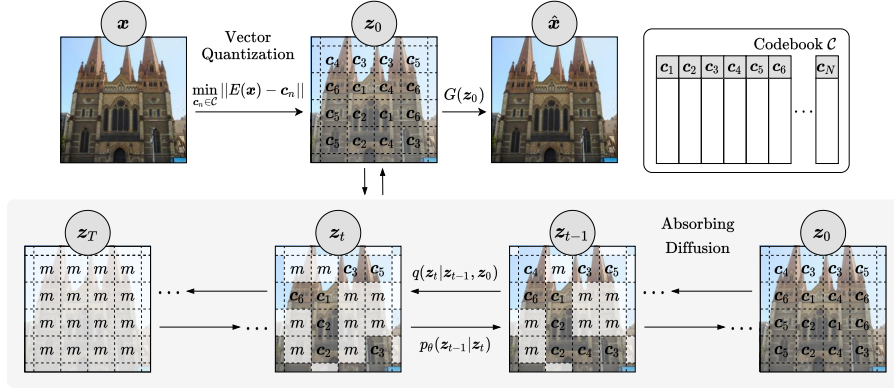 x
Vector
Quantization
min ||E(x) − c_n||
c_n∈C
z_0
c_4 c_3 c_3 c_5
c_6 c_1 c_4 c_6
c_5 c_2 c_1 c_6
c_5 c_2 c_4 c_3
G(z_0)
x̂
Codebook C
c_1 c_2 c_3 c_4 c_5 c_6 ... c_N
Absorbing
Diffusion
z_T
m m m m
m m m m
m m m m
m m m m
...
...
z_t
m m c_3 c_5
c_6 c_1 m m
m c_2 m m
m c_2 m c_3
q(z_t|z_{t−1}, z_0)
p_θ(z_{t−1}|z_t)
z_{t−1}
c_4 m c_3 c_5
c_6 c_1 m m
m c_2 m m
m c_2 c_4 c_3
...
...
z_0
c_4 c_3 c_3 c_5
c_6 c_1 c_4 c_6
c_5 c_2 c_1 c_6
c_5 c_2 c_4 c_3